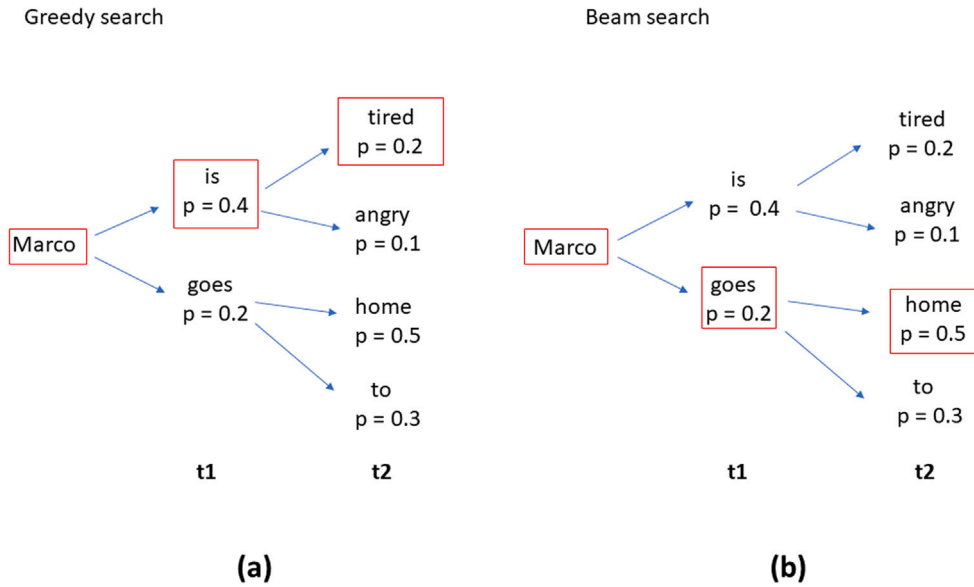 Greedy search
tired
p = 0.2
is
p = 0.4
angry
p = 0.1
Marco
goes
p = 0.2
home
p = 0.5
to
p = 0.3
t1
t2
(a)
Beam search
tired
p = 0.2
is
p = 0.4
angry
p = 0.1
Marco
goes
p = 0.2
home
p = 0.5
to
p = 0.3
t1
t2
(b)